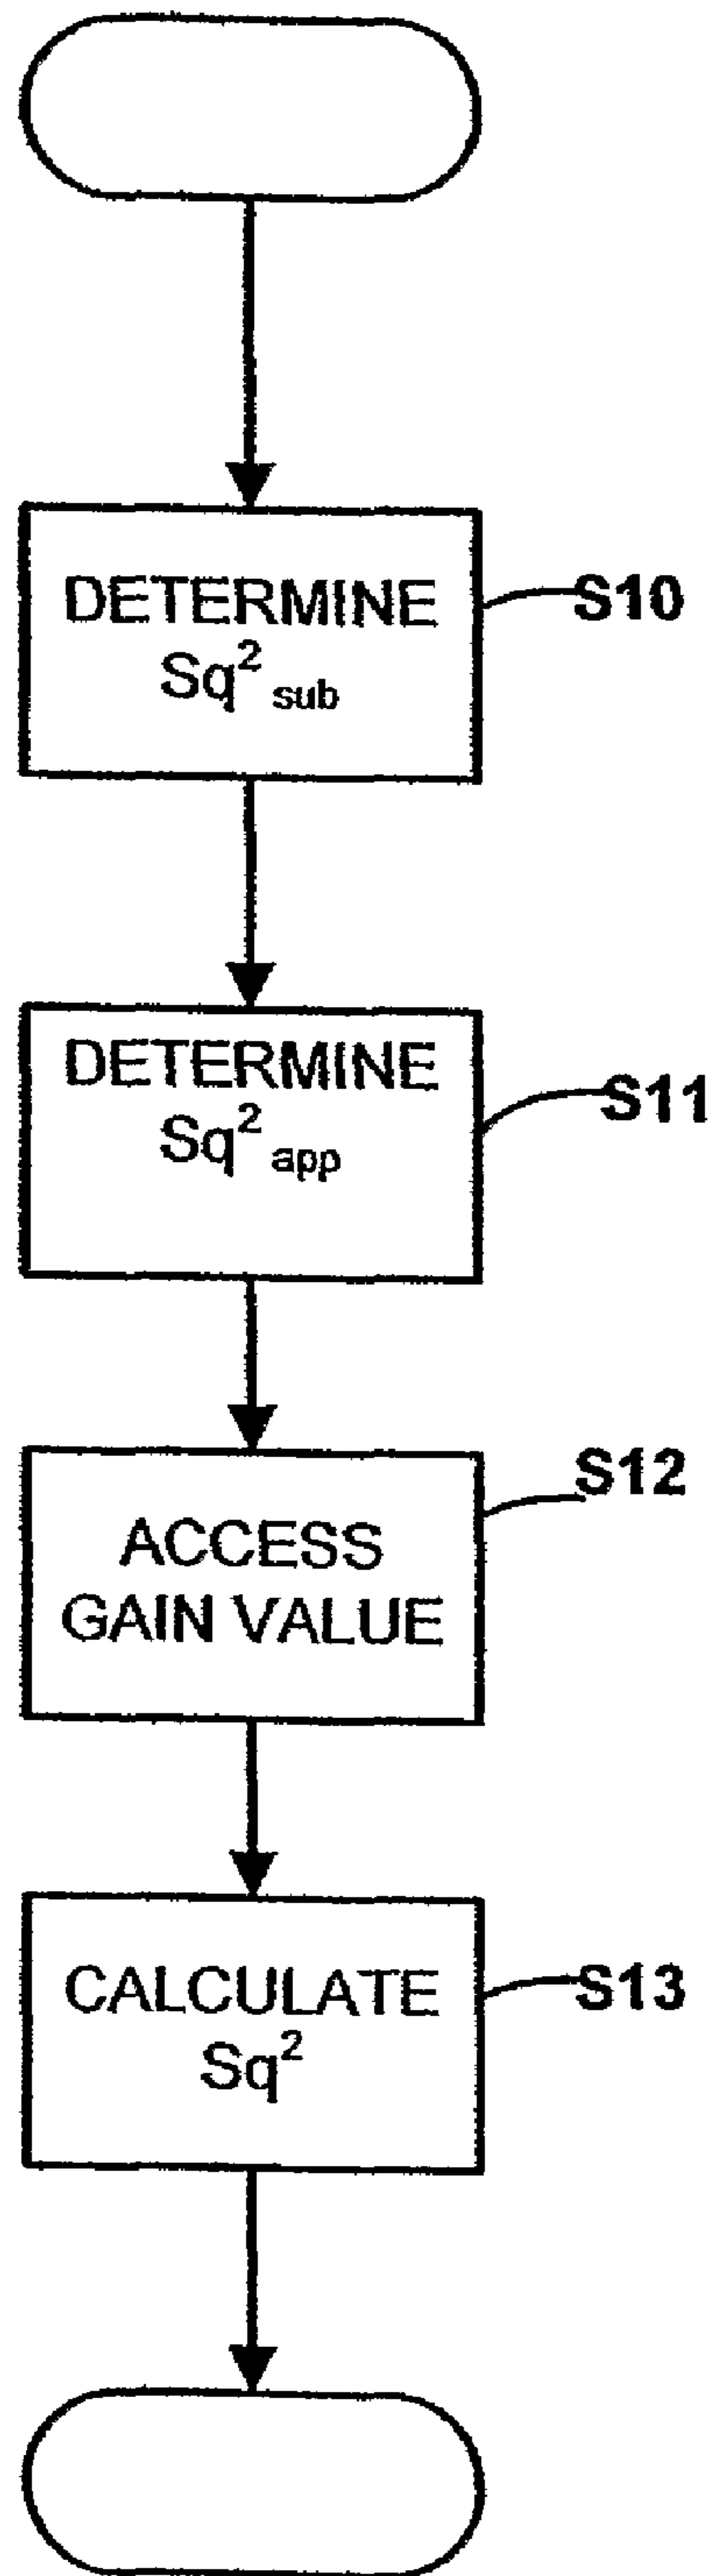 DETERMINE
Sq² sub
S10
DETERMINE
Sq² app
S11
ACCESS
GAIN VALUE
S12
CALCULATE
Sq²
S13